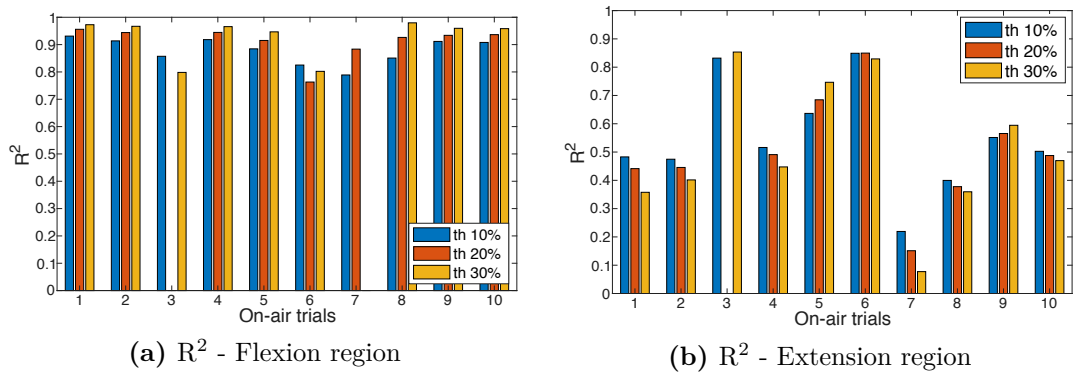 1
0.9
0.8
0.7
0.6
0.5
0.4
0.3
0.2
0.1
0
R²
th 10%
th 20%
th 30%
1 2 3 4 5 6 7 8 9 10
On-air trials
(a) R² - Flexion region
1
0.9
0.8
0.7
0.6
0.5
0.4
0.3
0.2
0.1
0
R²
th 10%
th 20%
th 30%
1 2 3 4 5 6 7 8 9 10
On-air trials
(b) R² - Extension region